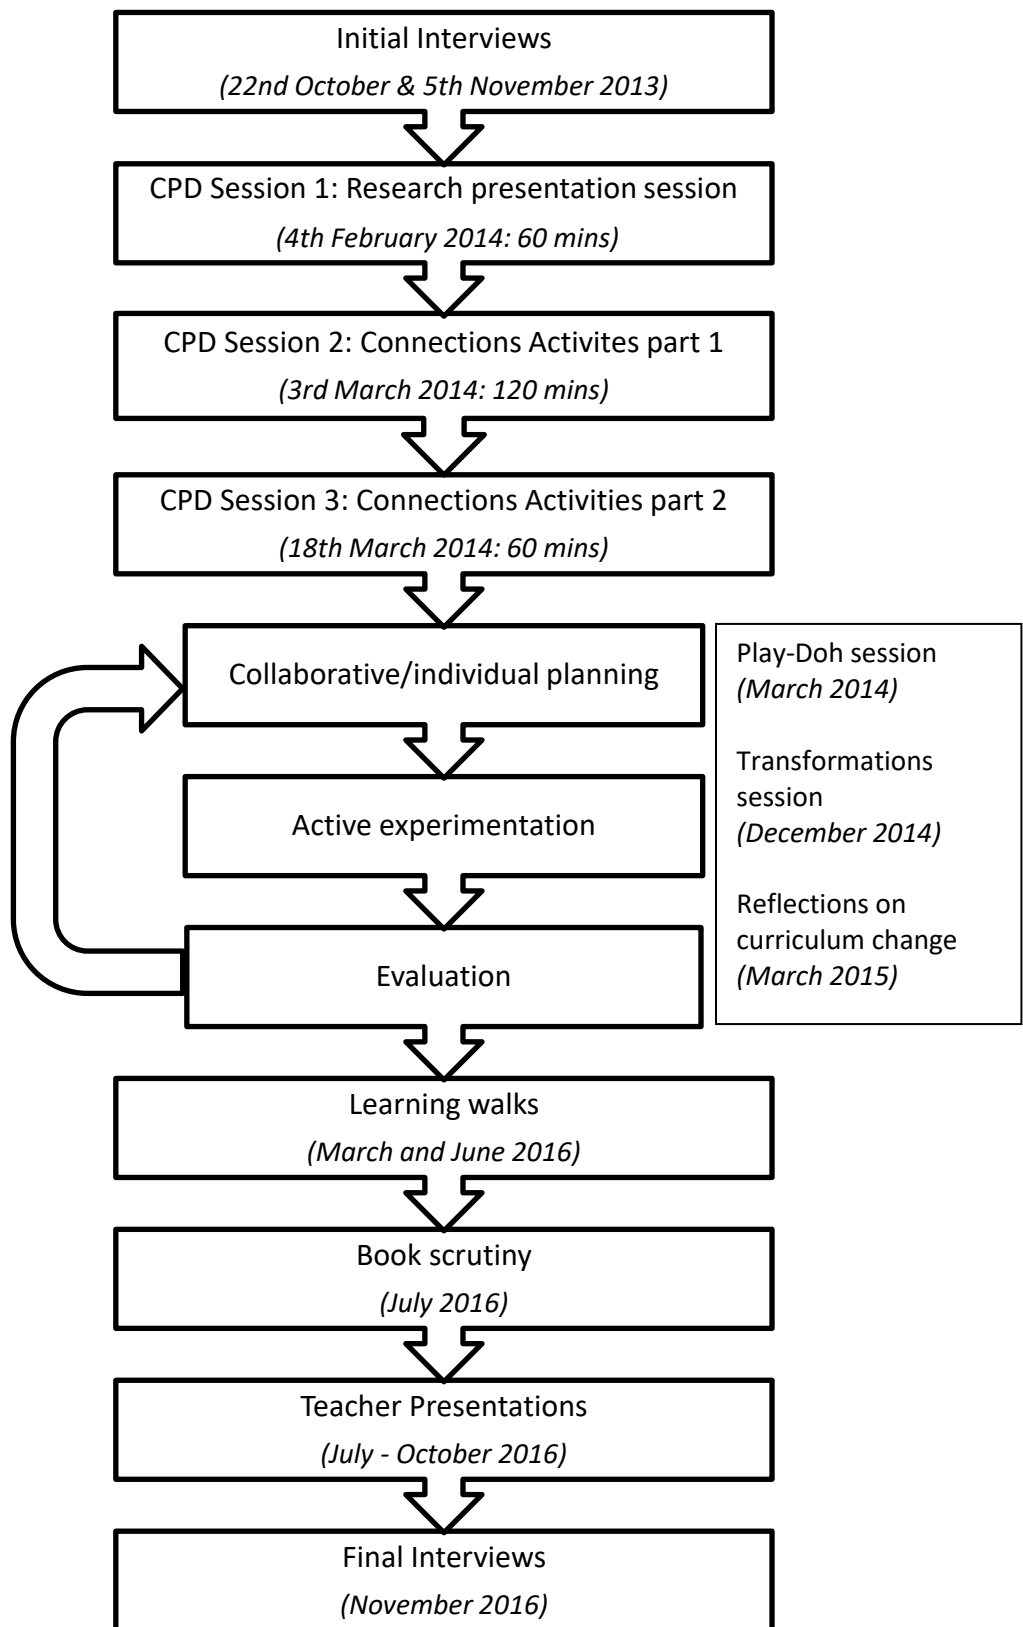 Initial Interviews
(22nd October & 5th November 2013)
CPD Session 1: Research presentation session
(4th February 2014: 60 mins)
CPD Session 2: Connections Activites part 1
(3rd March 2014: 120 mins)
CPD Session 3: Connections Activities part 2
(18th March 2014: 60 mins)
Collaborative/individual planning
Active experimentation
Evaluation
Play-Doh session
(March 2014)
Transformations
session
(December 2014)
Reflections on
curriculum change
(March 2015)
Learning walks
(March and June 2016)
Book scrutiny
(July 2016)
Teacher Presentations
(July - October 2016)
Final Interviews
(November 2016)